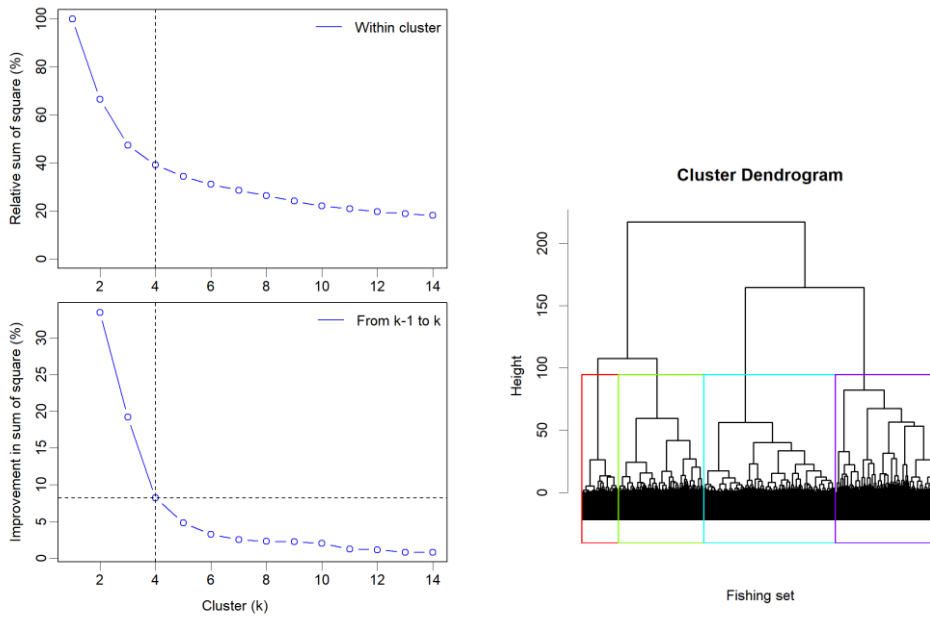 Within cluster
Relative sum of square (%)
100
80
60
40
20
0
2 4 6 8 10 12 14
From k-1 to k
Improvement in sum of square (%)
30
25
20
15
10
5
0
2 4 6 8 10 12 14
Cluster (k)
Cluster Dendrogram
Height
200
150
100
50
0
Fishing set